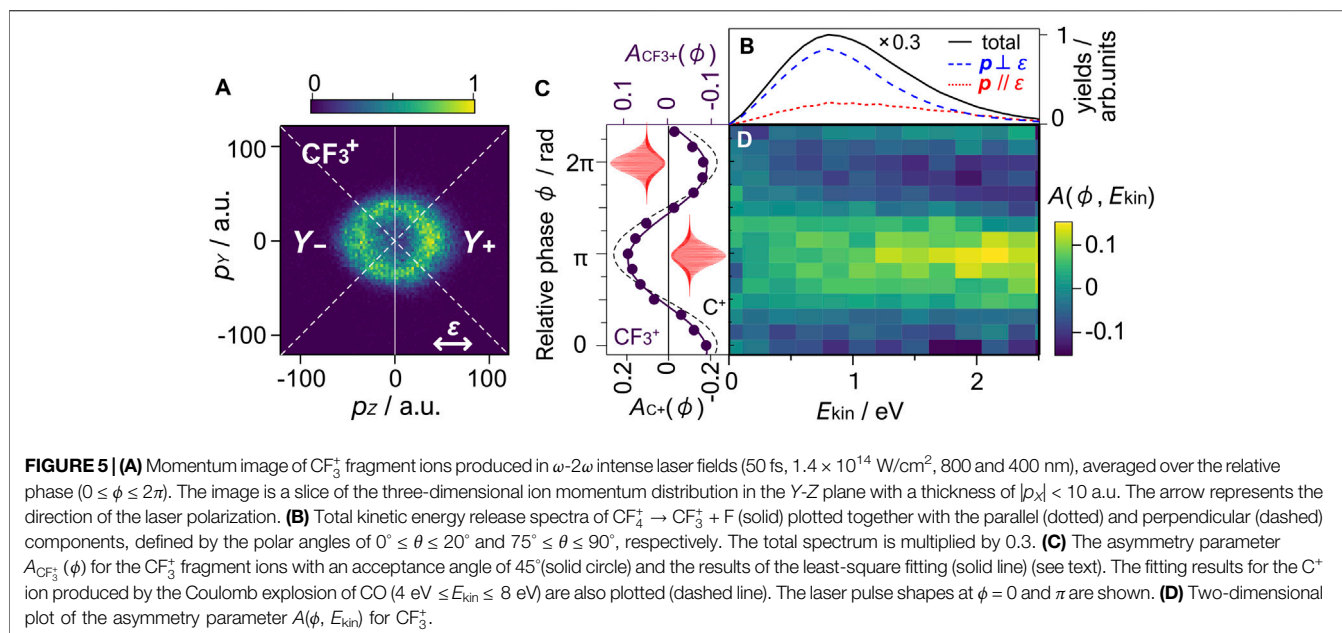 A
0 1
CF₃⁺
Y−
Y+
ε
100
0
-100
pY / a.u.
-100 0 100
pZ / a.u.
C
A_CF3+(ϕ)
0.1 0 -0.1
Relative phase ϕ / rad
2π
π
0
C⁺
CF₃⁺
0.2 0 -0.2
A_C+(ϕ)
B
×0.3
total
p ⊥ ε
p // ε
1
0
yields / arb.units
D
0 1 2
Ekin / eV
A(ϕ, Ekin)
0.1
0
-0.1
FIGURE 5 | (A) Momentum image of CF₃⁺ fragment ions produced in ω-2ω intense laser fields (50 fs, 1.4 × 10¹⁴ W/cm², 800 and 400 nm), averaged over the relative
phase (0 ≤ ϕ ≤ 2π). The image is a slice of the three-dimensional ion momentum distribution in the Y-Z plane with a thickness of |pX| < 10 a.u. The arrow represents the
direction of the laser polarization. (B) Total kinetic energy release spectra of CF₄⁺ → CF₃⁺ + F (solid) plotted together with the parallel (dotted) and perpendicular (dashed)
components, defined by the polar angles of 0° ≤ θ ≤ 20° and 75° ≤ θ ≤ 90°, respectively. The total spectrum is multiplied by 0.3. (C) The asymmetry parameter
A_CF₃⁺(ϕ) for the CF₃⁺ fragment ions with an acceptance angle of 45°(solid circle) and the results of the least-square fitting (solid line) (see text). The fitting results for the C⁺
ion produced by the Coulomb explosion of CO (4 eV ≤ Ekin ≤ 8 eV) are also plotted (dashed line). The laser pulse shapes at ϕ = 0 and π are shown. (D) Two-dimensional
plot of the asymmetry parameter A(ϕ, Ekin) for CF₃⁺.